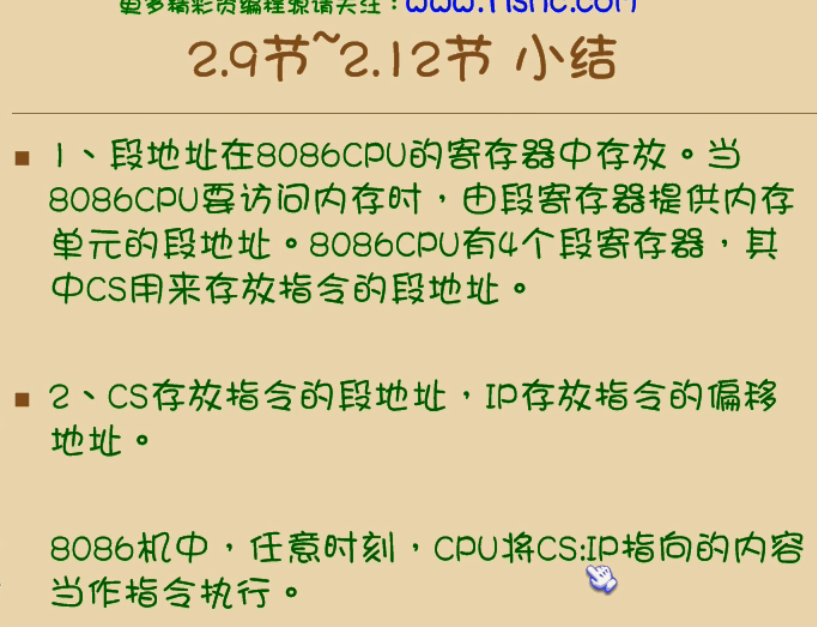 更多精彩资编程源请关注：www.
2.9节~2.12节 小结
1、段地址在8086CPU的寄存器中存放。当
8086CPU要访问内存时，由段寄存器提供内存
单元的段地址。8086CPU有4个段寄存器，其
中CS用来存放指令的段地址。
2、CS存放指令的段地址，IP存放指令的偏移
地址。
8086机中，任意时刻，CPU将CS:IP指向的内容
当作指令执行。